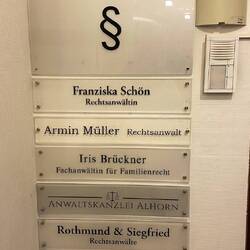 §
Franziska Schön
Rechtsanwältin
Armin Müller Rechtsanwalt
Iris Brückner
Fachanwältin für Familienrecht
ANWALTSKANZLEI ALHORN
Rothmund & Siegfried
Rechtsanwälte